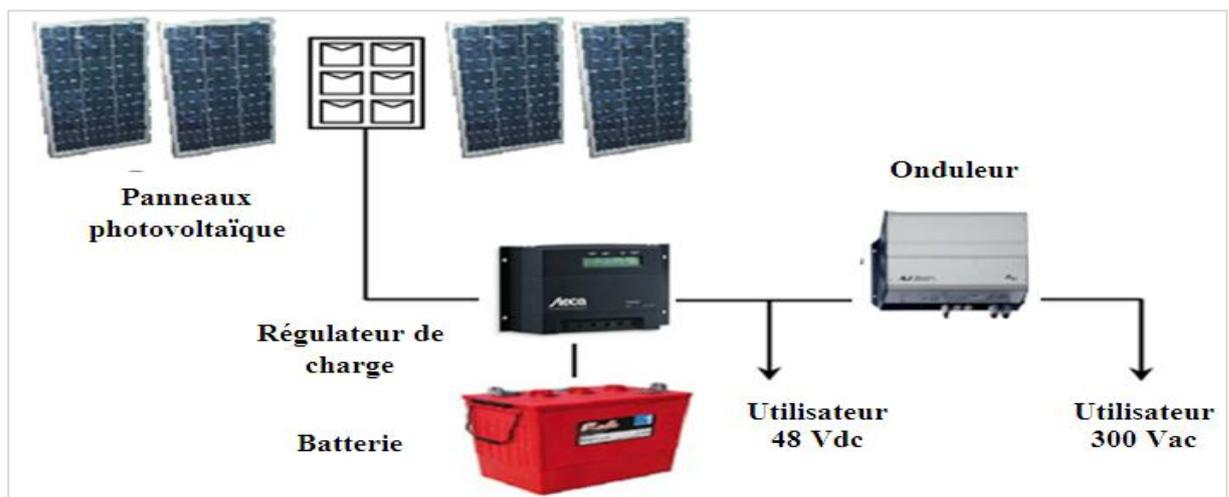 Onduleur
Panneaux
photovoltaïque
Régulateur de
charge
Steca
Batterie
Utilisateur
48 Vdc
Utilisateur
300 Vac